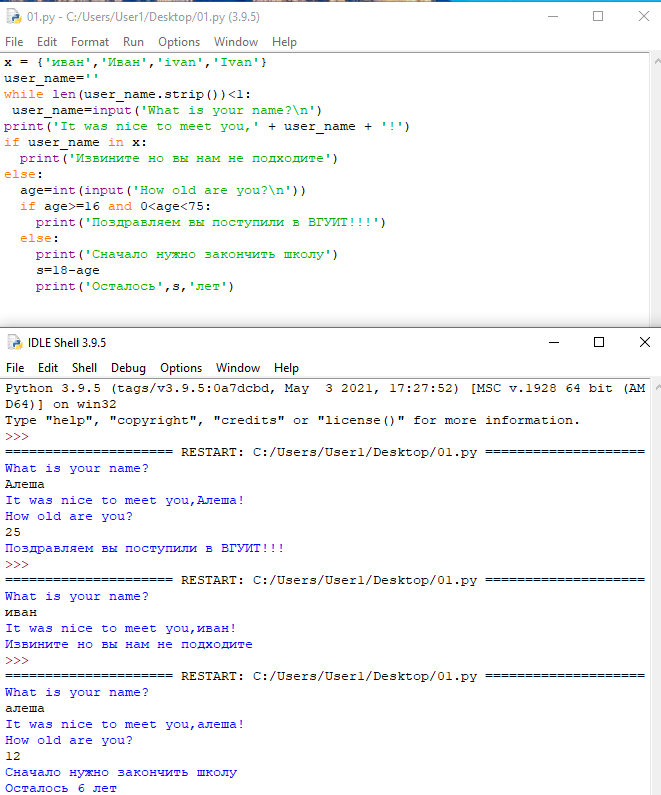 01.py - C:/Users/User1/Desktop/01.py (3.9.5)
File Edit Format Run Options Window Help
x = {'иван','Иван','ivan','Ivan'}
user_name=''
while len(user_name.strip())<1:
 user_name=input('What is your name?\n')
print('It was nice to meet you,' + user_name + '!')
if user_name in x:
  print('Извините но вы нам не подходите')
else:
  age=int(input('How old are you?\n'))
  if age>=16 and 0<age<75:
    print('Поздравляем вы поступили в ВГУИТ!!!')
  else:
    print('Сначало нужно закончить школу')
    s=18-age
    print('Осталось',s,'лет')
IDLE Shell 3.9.5
File Edit Shell Debug Options Window Help
Python 3.9.5 (tags/v3.9.5:0a7dcbd, May  3 2021, 17:27:52) [MSC v.1928 64 bit (AM
D64)] on win32
Type "help", "copyright", "credits" or "license()" for more information.
>>>
===================== RESTART: C:/Users/User1/Desktop/01.py ====================
What is your name?
Алеша
It was nice to meet you,Алеша!
How old are you?
25
Поздравляем вы поступили в ВГУИТ!!!
>>>
===================== RESTART: C:/Users/User1/Desktop/01.py ====================
What is your name?
иван
It was nice to meet you,иван!
Извините но вы нам не подходите
>>>
===================== RESTART: C:/Users/User1/Desktop/01.py ====================
What is your name?
алеша
It was nice to meet you,алеша!
How old are you?
12
Сначало нужно закончить школу
Осталось 6 лет